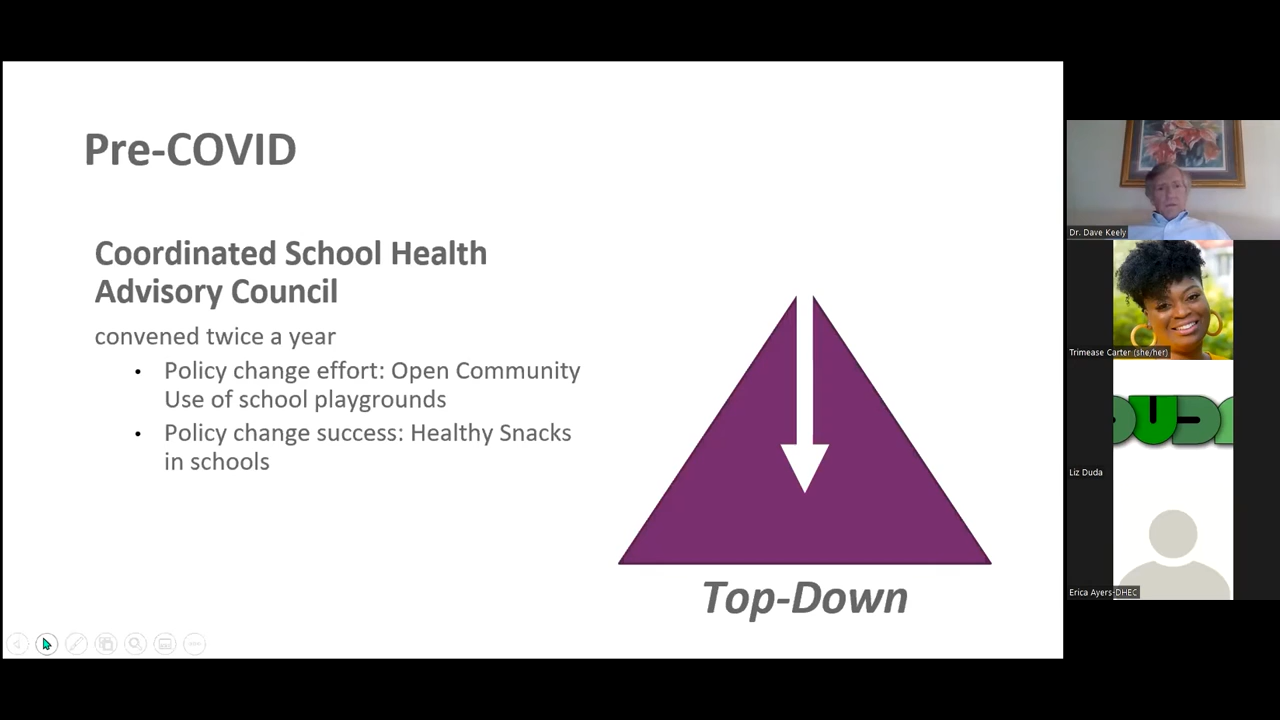 Pre-COVID
Coordinated School Health
Advisory Council
convened twice a year
• Policy change effort: Open Community
Use of school playgrounds
• Policy change success: Healthy Snacks
in schools
Top-Down
Dr. Dave Keely
Trimease Carter (she/her)
DUDA
Liz Duda
Erica Ayers-DHEC